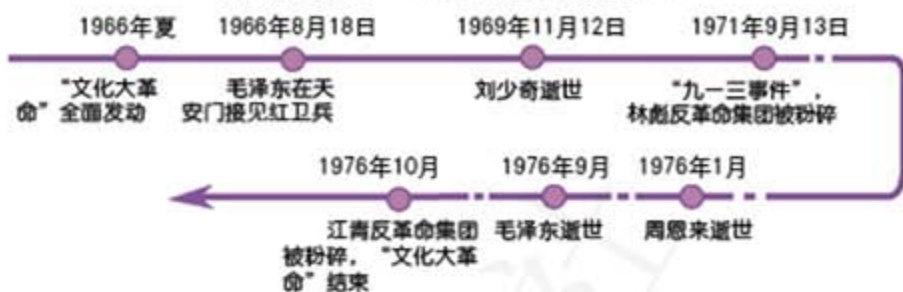 1966年夏
1966年8月18日
1969年11月12日
1971年9月13日
“文化大革
命”全面发动
毛泽东在天
安门接见红卫兵
刘少奇逝世
“九一三事件”，
林彪反革命集团被粉碎
1976年10月
1976年9月
1976年1月
江青反革命集团
被粉碎，“文化大革
命”结束
毛泽东逝世
周恩来逝世